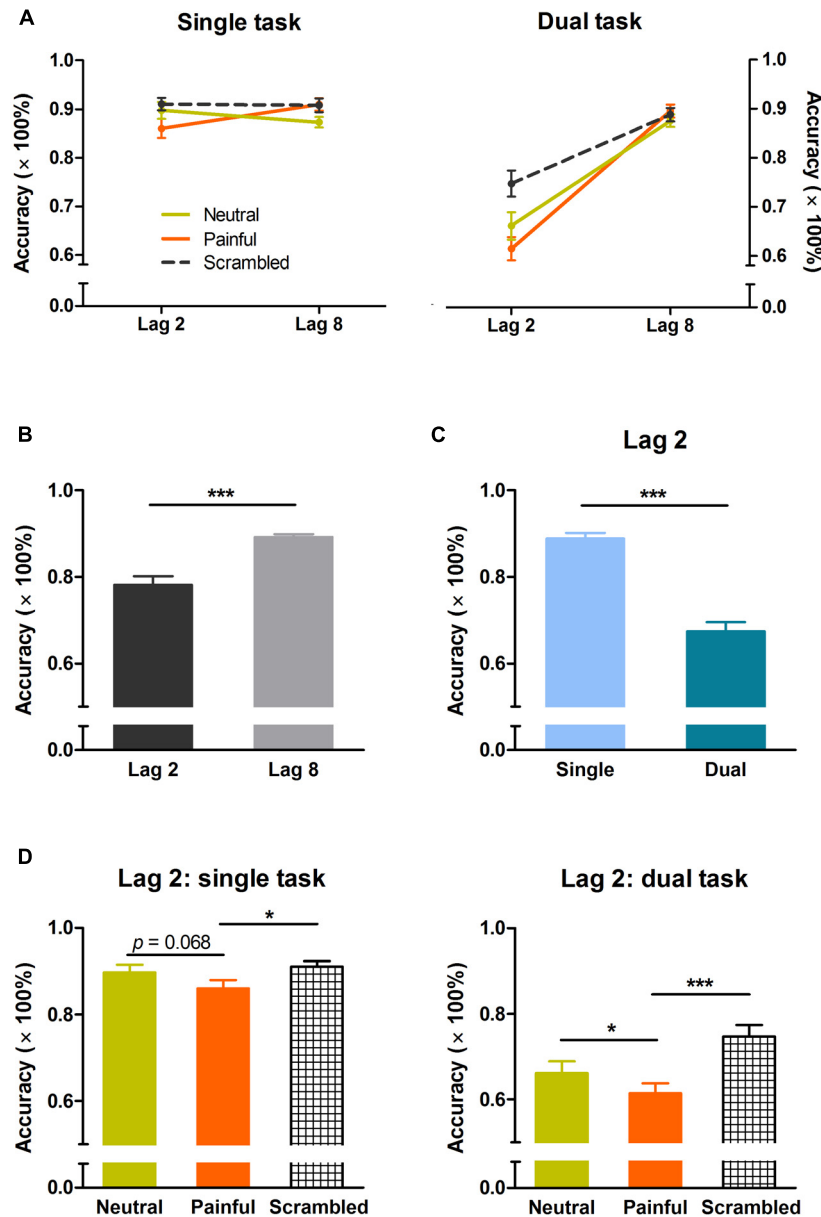 A
Single task
Dual task
Accuracy (× 100%)
1.0
0.9
0.8
0.7
0.6
0.0
Neutral
Painful
Scrambled
Lag 2
Lag 8
1.0
0.9
0.8
0.7
0.6
0.0
Accuracy (× 100%)
Lag 2
Lag 8
B
Accuracy (× 100%)
1.0
0.8
0.6
0.0
***
Lag 2
Lag 8
C
Lag 2
Accuracy (× 100%)
1.0
0.8
0.6
0.0
***
Single
Dual
D
Lag 2: single task
Accuracy (× 100%)
1.0
0.8
0.6
0.0
p = 0.068
*
Neutral
Painful
Scrambled
Lag 2: dual task
Accuracy (× 100%)
1.0
0.8
0.6
0.0
*
***
Neutral
Painful
Scrambled